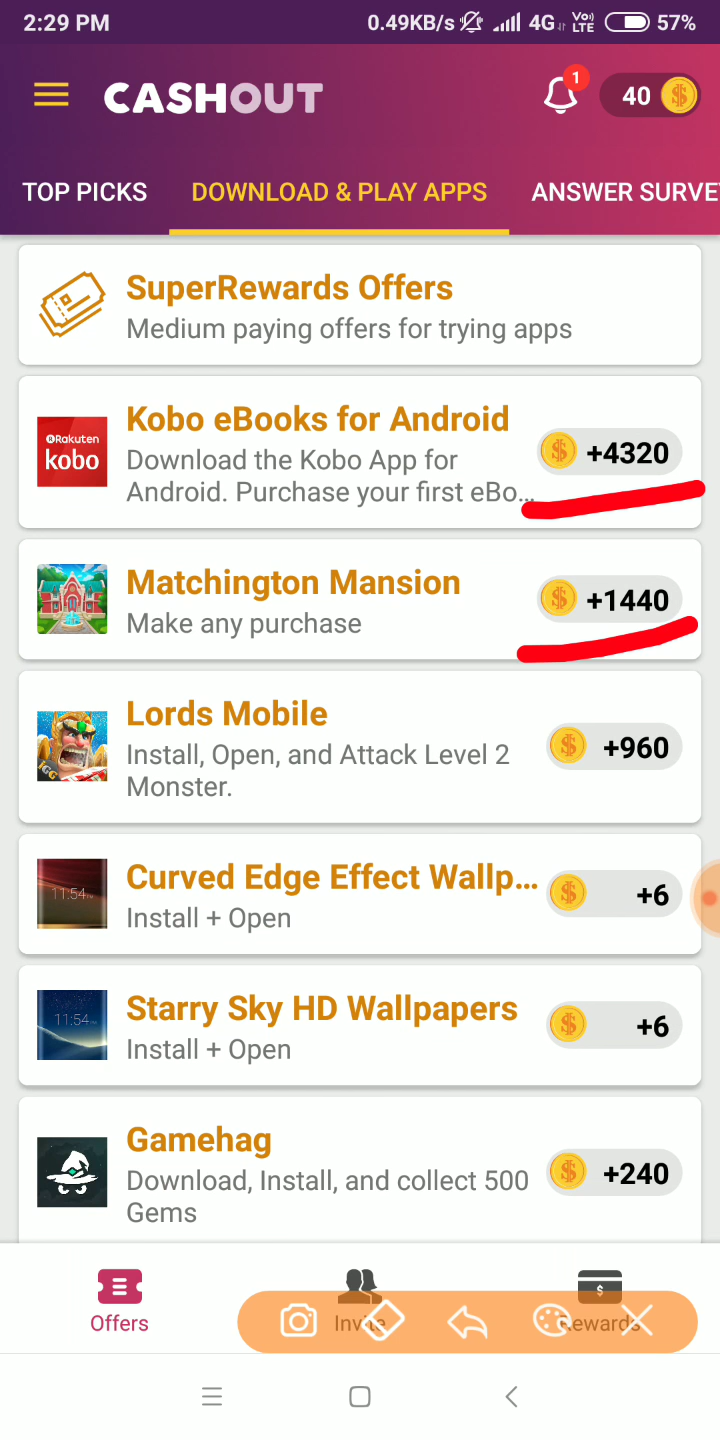 2:29 PM
0.49KB/s 4G VoLTE 57%
CASHOUT
1
40
TOP PICKS
DOWNLOAD & PLAY APPS
ANSWER SURVE
SuperRewards Offers
Medium paying offers for trying apps
Rakuten
kobo
Kobo eBooks for Android
Download the Kobo App for
Android. Purchase your first eBo...
+4320
Matchington Mansion
Make any purchase
+1440
IGG
Lords Mobile
Install, Open, and Attack Level 2
Monster.
+960
11:54
Curved Edge Effect Wallp...
Install + Open
+6
11:54
Starry Sky HD Wallpapers
Install + Open
+6
Gamehag
Download, Install, and collect 500
Gems
+240
Offers
Invite
Rewards